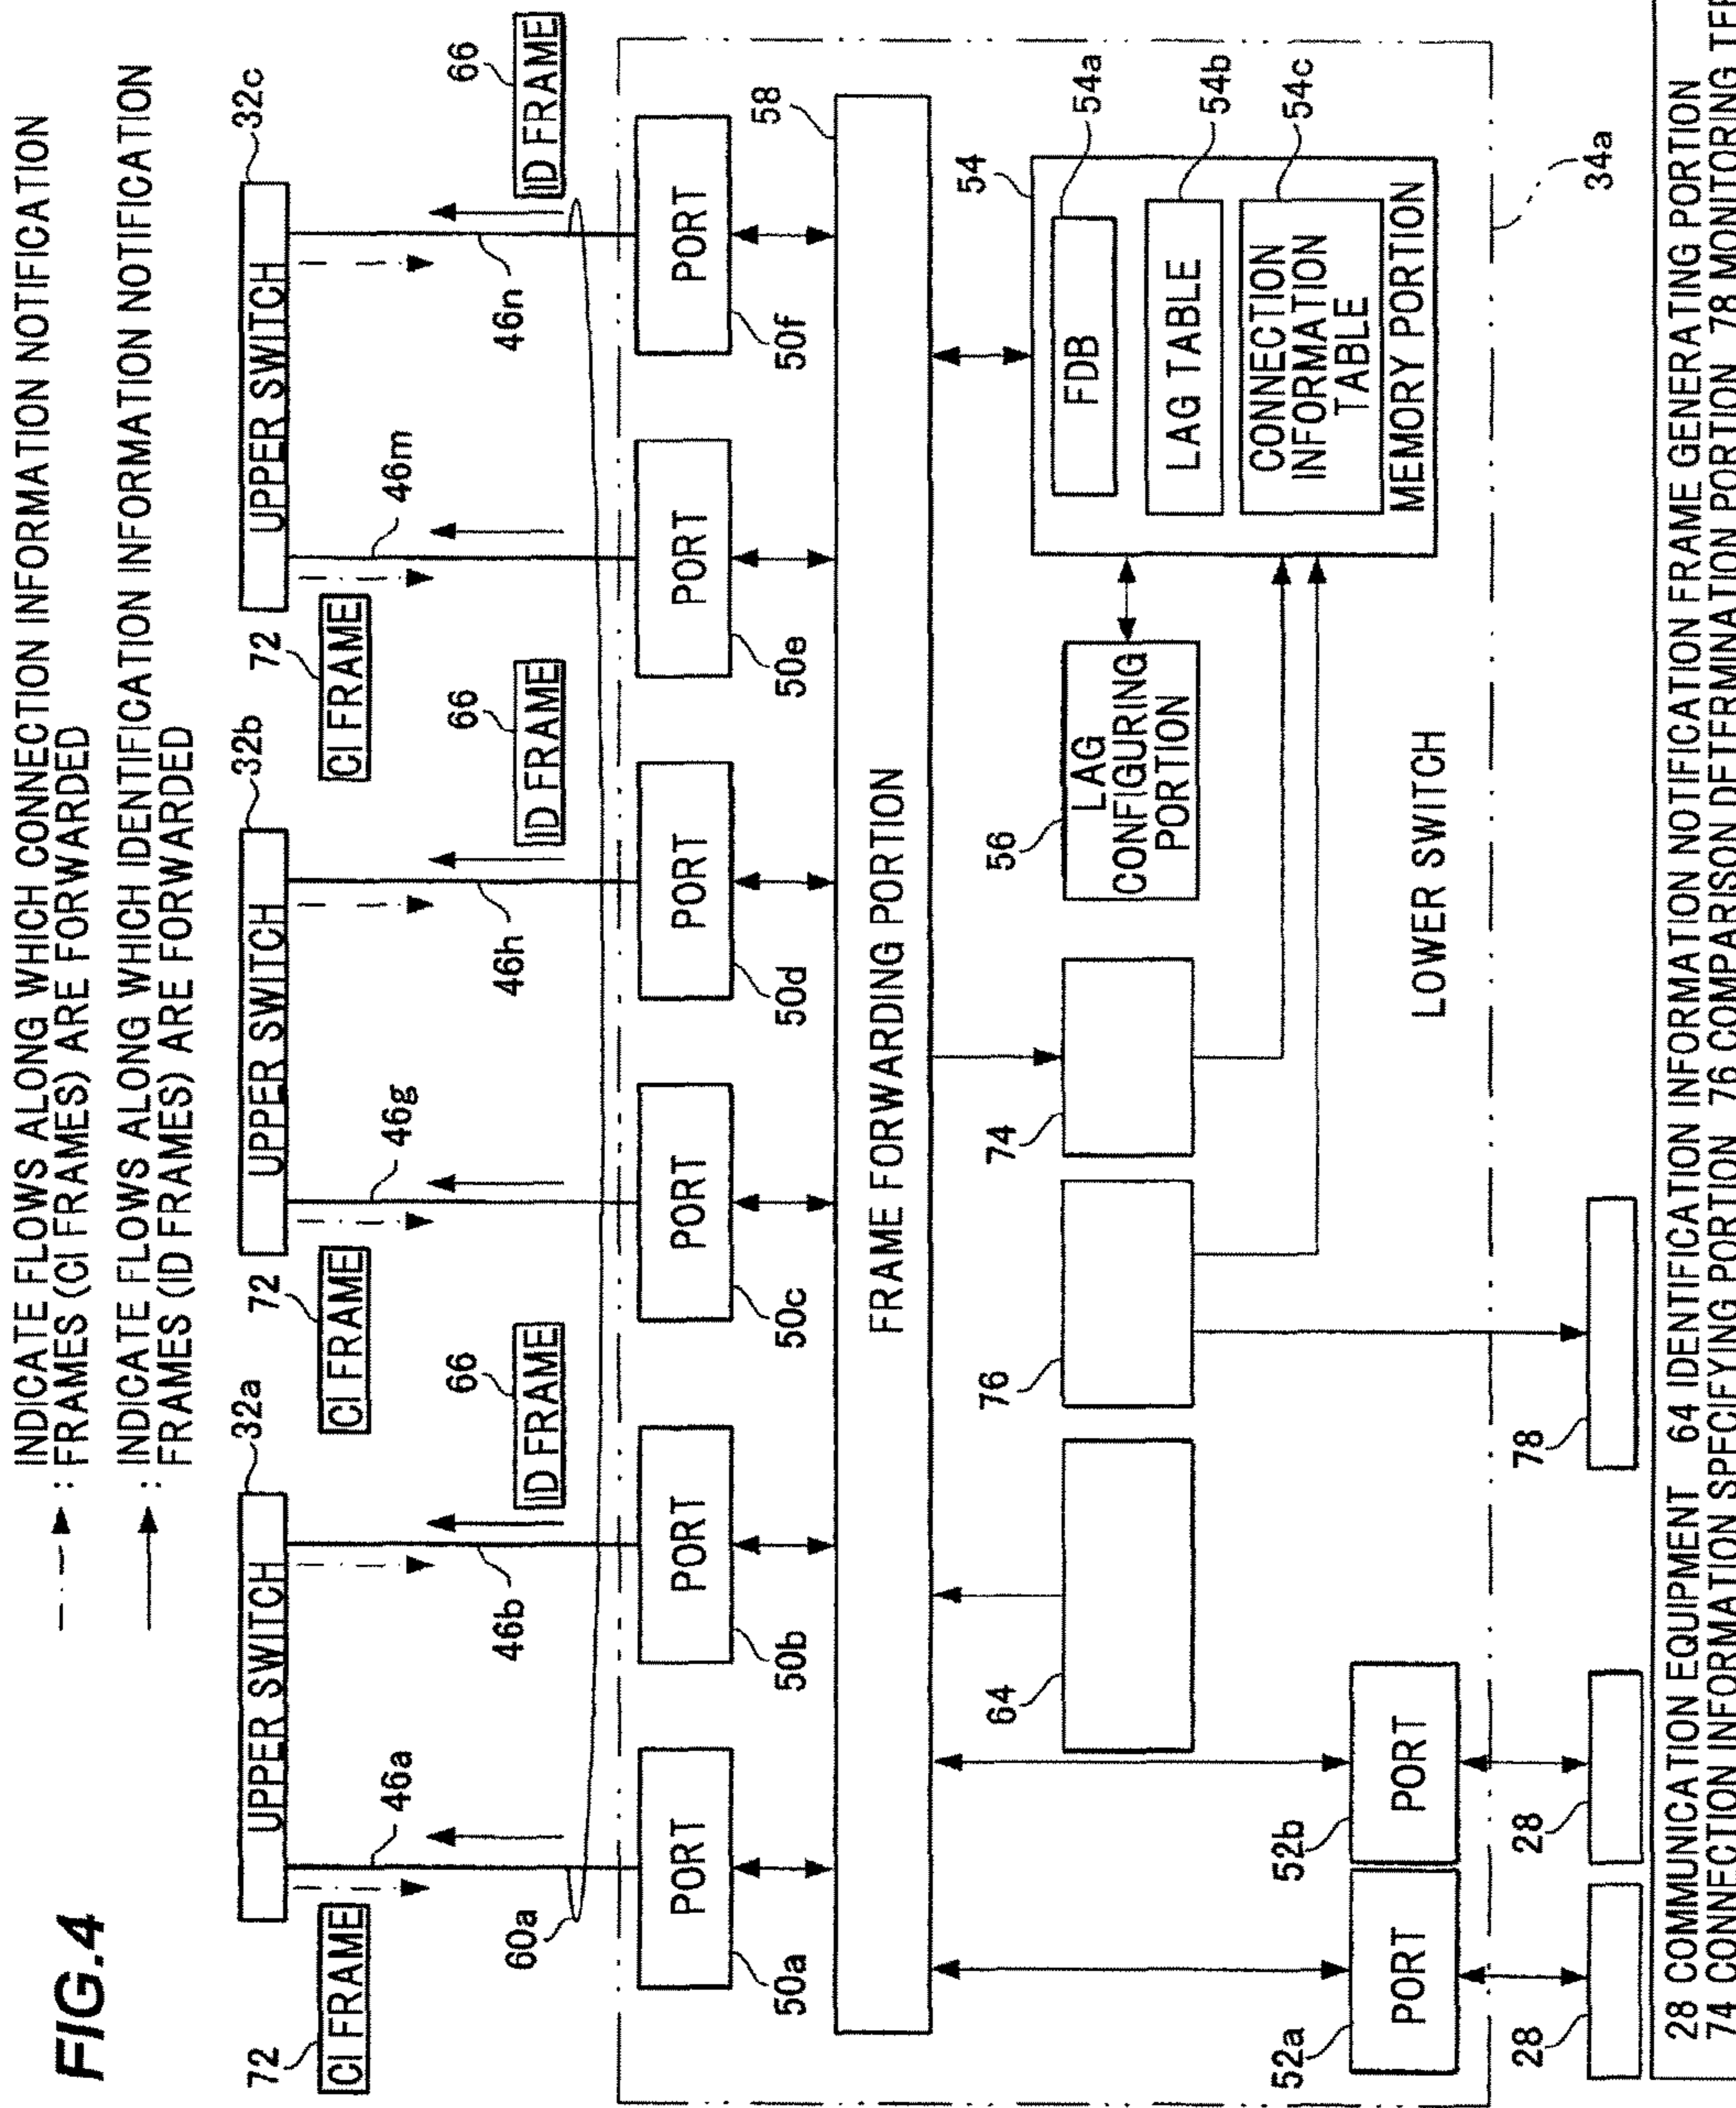 FIG.4
INDICATE FLOWS ALONG WHICH CONNECTION INFORMATION NOTIFICATION
: FRAMES (CI FRAMES) ARE FORWARDED
INDICATE FLOWS ALONG WHICH IDENTIFICATION INFORMATION NOTIFICATION
: FRAMES (ID FRAMES) ARE FORWARDED
32a
32b
32c
UPPER SWITCH
UPPER SWITCH
UPPER SWITCH
72
72
72
CI FRAME
CI FRAME
CI FRAME
46a
46b
46g
46h
46m
46n
66
66
66
ID FRAME
ID FRAME
ID FRAME
60a
PORT
PORT
PORT
PORT
PORT
PORT
50a
50b
50c
50d
50e
50f
58
FRAME FORWARDING PORTION
64
76
74
56
LAG
CONFIGURING
PORTION
54
54a
54b
54c
FDB
LAG TABLE
CONNECTION
INFORMATION
TABLE
MEMORY PORTION
LOWER SWITCH
52a
PORT
52b
PORT
34a
28
28
78
28 COMMUNICATION EQUIPMENT 64 IDENTIFICATION INFORMATION NOTIFICATION FRAME GENERATING PORTION
74 CONNECTION INFORMATION SPECIFYING PORTION 76 COMPARISON DETERMINATION PORTION 78 MONITORING